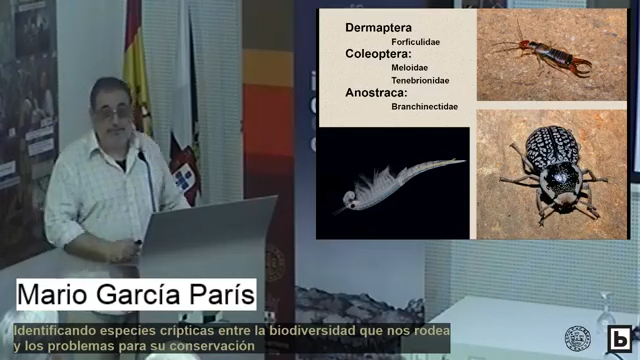 Dermaptera
Forficulidae
Coleoptera:
Meloidae
Tenebrionidae
Anostraca:
Branchinectidae
Mario García París
Identificando especies crípticas entre la biodiversidad que nos rodea
y los problemas para su conservación
b